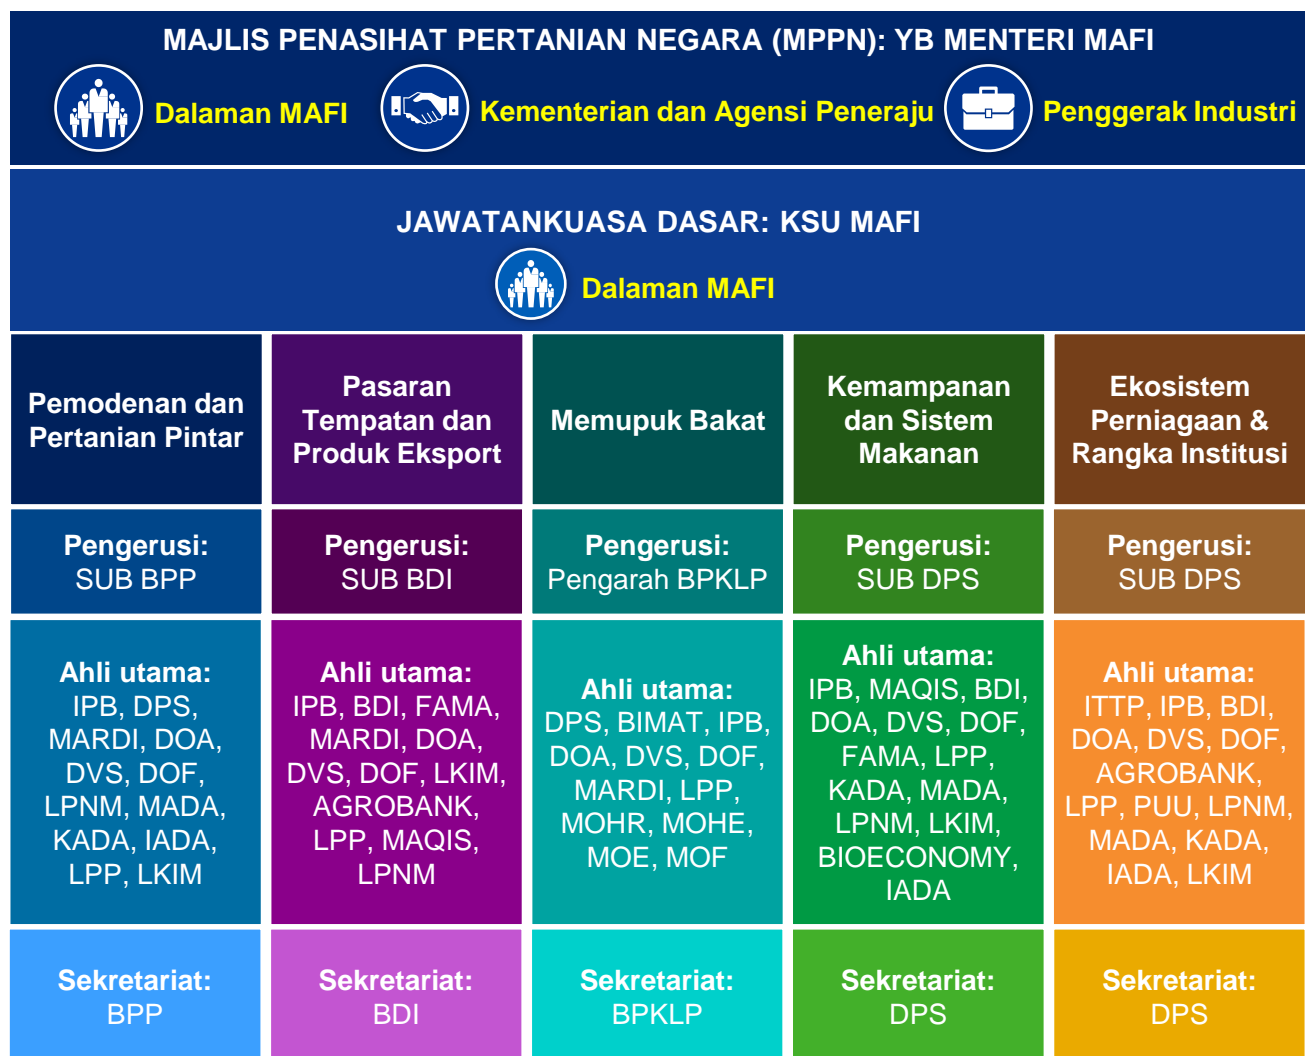 MAJLIS PENASIHAT PERTANIAN NEGARA (MPPN): YB MENTERI MAFI
Dalaman MAFI
Kementerian dan Agensi Peneraju
Penggerak Industri
JAWATANKUASA DASAR: KSU MAFI
Dalaman MAFI
Pemodenan dan
Pertanian Pintar
Pasaran
Tempatan dan
Produk Eksport
Memupuk Bakat
Kemampanan
dan Sistem
Makanan
Ekosistem
Perniagaan &
Rangka Institusi
Pengerusi:
SUB BPP
Pengerusi:
SUB BDI
Pengerusi:
Pengarah BPKLP
Pengerusi:
SUB DPS
Pengerusi:
SUB DPS
Ahli utama:
IPB, DPS,
MARDI, DOA,
DVS, DOF,
LPNM, MADA,
KADA, IADA,
LPP, LKIM
Ahli utama:
IPB, BDI, FAMA,
MARDI, DOA,
DVS, DOF, LKIM,
AGROBANK,
LPP, MAQIS,
LPNM
Ahli utama:
DPS, BIMAT, IPB,
DOA, DVS, DOF,
MARDI, LPP,
MOHR, MOHE,
MOE, MOF
Ahli utama:
IPB, MAQIS, BDI,
DOA, DVS, DOF,
FAMA, LPP,
KADA, MADA,
LPNM, LKIM,
BIOECONOMY,
IADA
Ahli utama:
ITTP, IPB, BDI,
DOA, DVS, DOF,
AGROBANK,
LPP, PUU, LPNM,
MADA, KADA,
IADA, LKIM
Sekretariat:
BPP
Sekretariat:
BDI
Sekretariat:
BPKLP
Sekretariat:
DPS
Sekretariat:
DPS